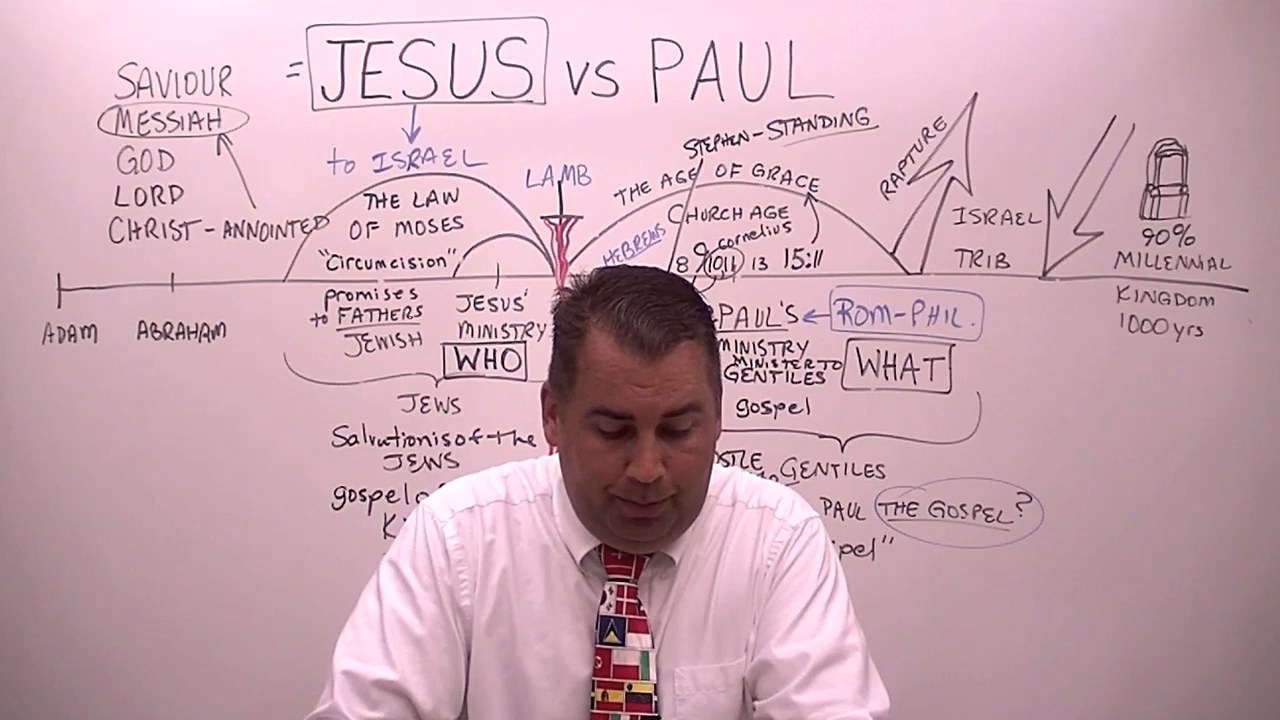 = JESUS vs PAUL
SAVIOUR
MESSIAH
GOD
LORD
CHRIST - ANNOINTED
to ISRAEL
THE LAW
OF MOSES
"Circumcision"
LAMB
STEPHEN-STANDING
THE AGE OF GRACE
CHURCH AGE
cornelius
HEBREWS
8 9 10 11 13 15:11
RAPTURE
ISRAEL
TRIB
90%
MILLENNIAL
KINGDOM
1000 yrs
ADAM
ABRAHAM
promises
to FATHERS
JEWISH
JESUS'
MINISTRY
WHO
JEWS
Salvation is of the
JEWS
gospel
PAUL'S
ROM-PHIL.
MINISTRY
MINISTER TO
GENTILES
WHAT
gospel
GENTILES
PAUL THE GOSPEL?